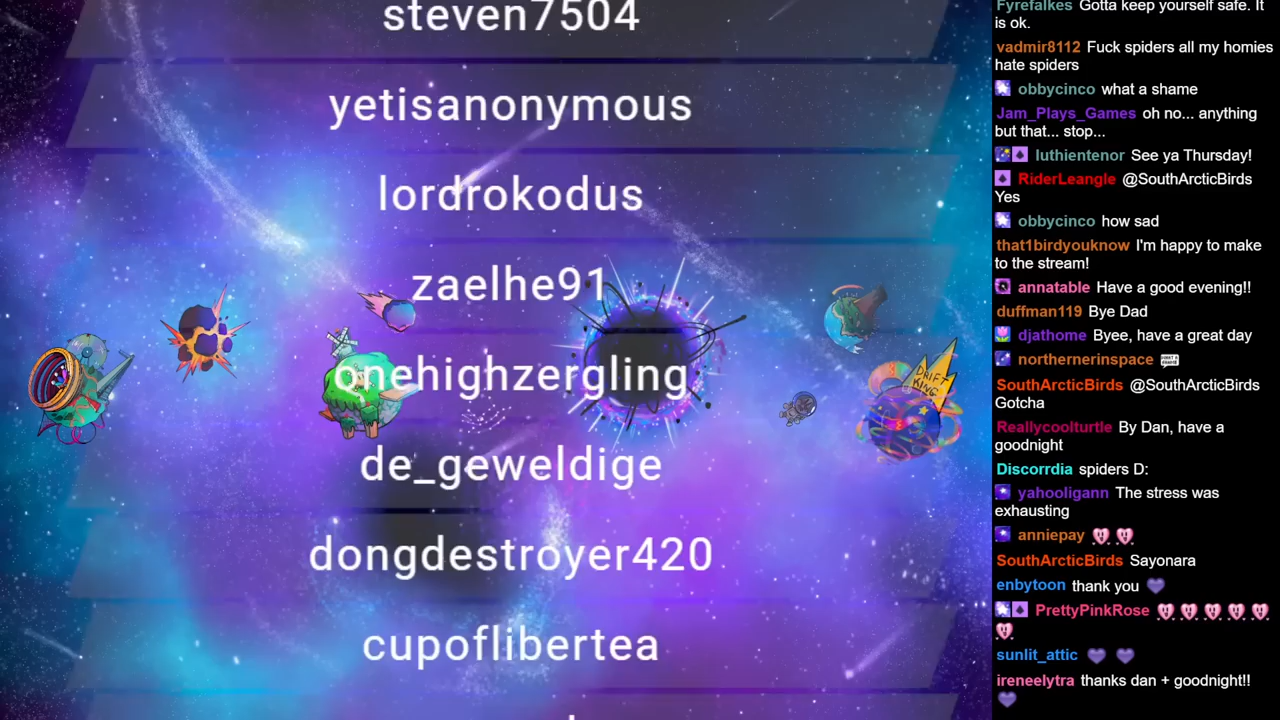 steven7504
yetisanonymous
lordrokodus
zaelhe91
onehighzergling
de_geweldige
dongdestroyer420
cupoflibertea
DRIFT
KING
Fyrefalkes Gotta keep yourself safe. It
is ok.
vadmir8112 Fuck spiders all my homies
hate spiders
obbycinco what a shame
Jam_Plays_Games oh no... anything
but that... stop...
luthientenor See ya Thursday!
RiderLeangle @SouthArcticBirds
Yes
obbycinco how sad
that1birdyouknow I'm happy to make
to the stream!
annatable Have a good evening!!
duffman119 Bye Dad
djathome Byee, have a great day
northernerinspace
SouthArcticBirds @SouthArcticBirds
Gotcha
Reallycoolturtle By Dan, have a
goodnight
Discorrdia spiders D:
yahooligann The stress was
exhausting
anniepay
SouthArcticBirds Sayonara
enbytoon thank you
PrettyPinkRose
sunlit_attic
ireneelytra thanks dan + goodnight!!